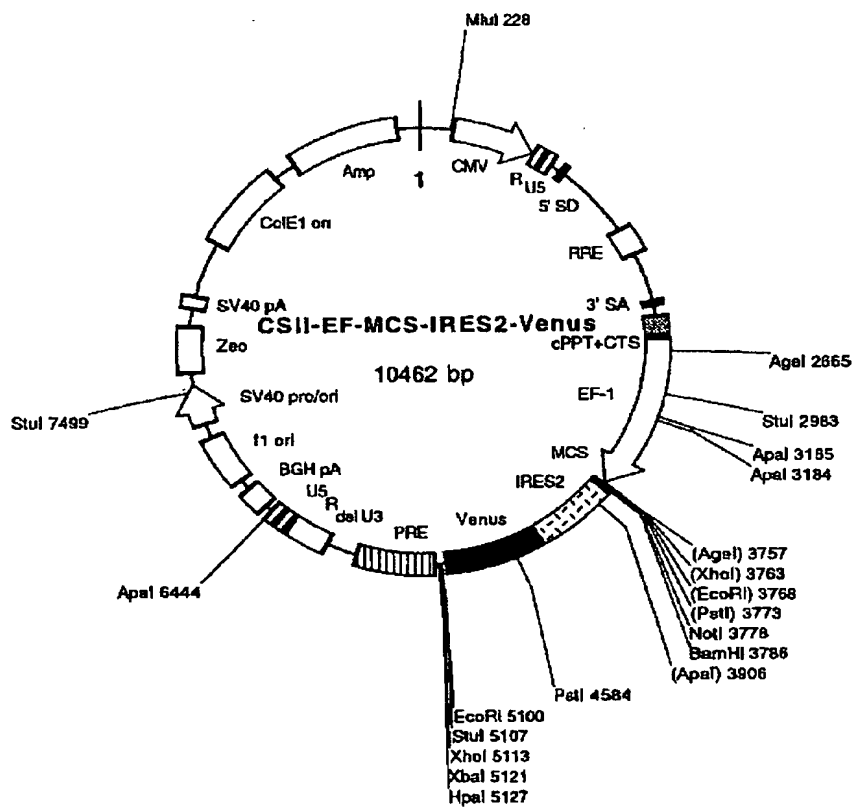 MluI 228
CMV
R
U5
5' SD
Amp
1
ColE1 ori
RRE
3' SA
SV40 pA
CSII-EF-MCS-IRES2-Venus
cPPT+CTS
AgeI 2665
Zeo
10462 bp
EF-1
StuI 2983
SV40 pro/ori
StuI 7499
ApaI 3185
ApaI 3184
f1 ori
MCS
BGH pA
IRES2
U5
R
del U3
PRE
Venus
(AgeI) 3757
(XhoI) 3763
(EcoRI) 3768
(PstI) 3773
NotI 3778
BamHI 3786
(ApaI) 3906
ApaI 6444
PstI 4584
EcoRI 5100
StuI 5107
XhoI 5113
XbaI 5121
HpaI 5127